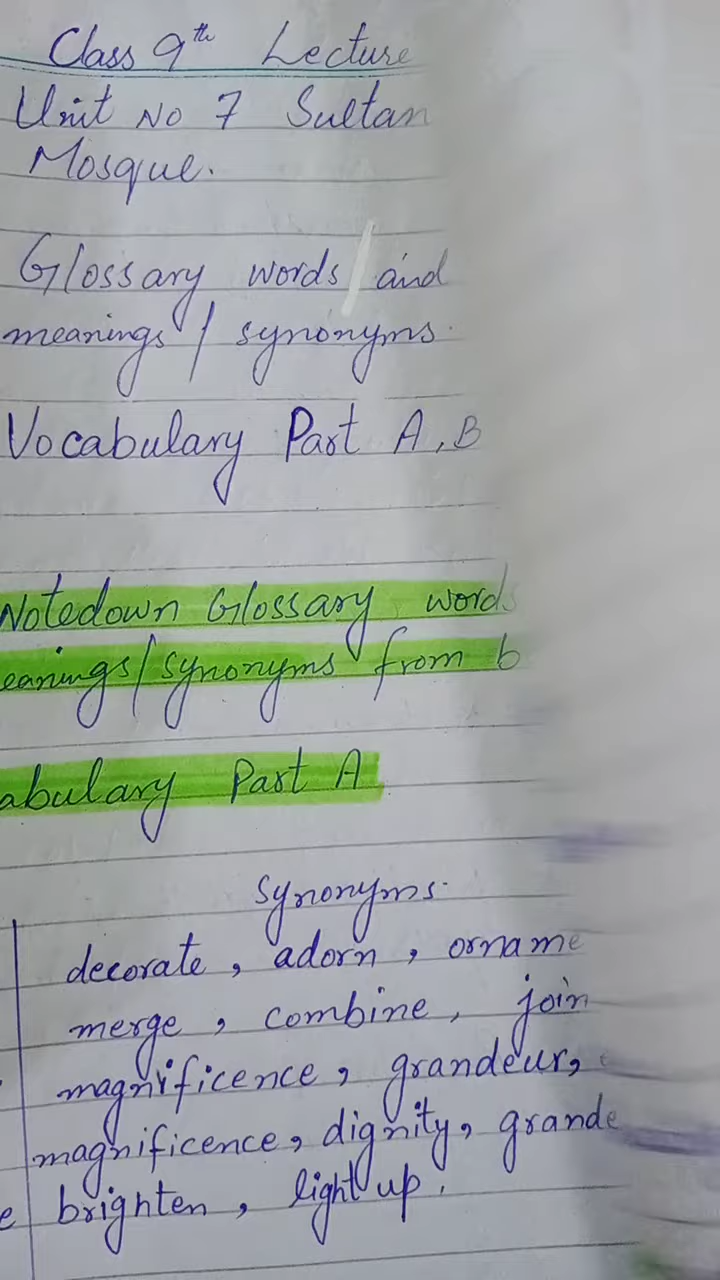 Class 9th Lecture
Unit No 7 Sultan
Mosque.
Glossary words/and
meanings/synonyms.
Vocabulary Part A, B
Notedown Glossary words
eanings/synonyms from b
abulary Part A
Synonyms.
decorate, adorn, orname
merge, combine, join
magnificence, grandeur,
magnificence, dignity, grande
e brighten, light up.